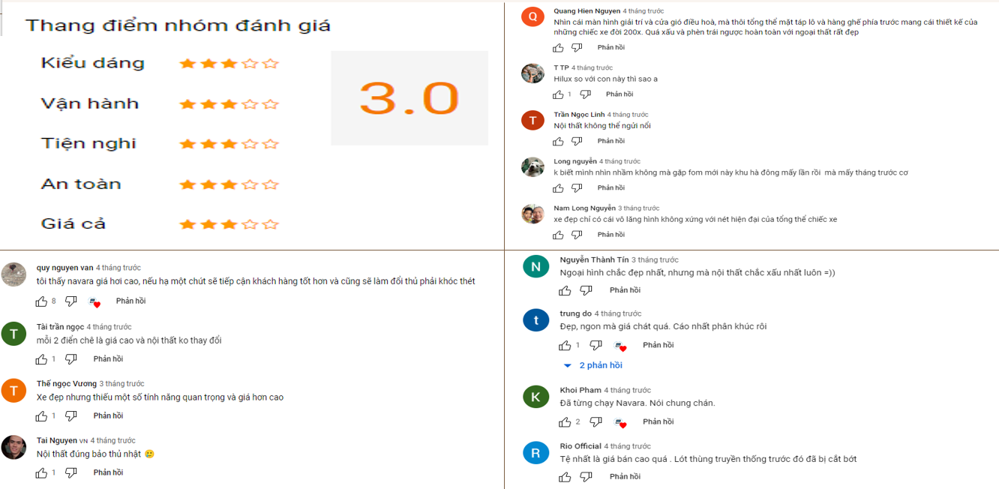 Thang điểm nhóm đánh giá
Kiểu dáng
Vận hành
Tiện nghi
An toàn
Giá cả
3.0
Q
Quang Hien Nguyen 4 tháng trước
Nhìn cái màn hình giải trí và cửa gió điều hoà, mà thôi tổng thể mặt táp lô và hàng ghế phía trước mang cái thiết kế của
những chiếc xe đời 200x. Quá xấu và phèn trái ngược hoàn toàn với ngoại thất rất đẹp
Phản hồi
T TP 4 tháng trước
Hilux so với con này thì sao a
1 Phản hồi
T
Trần Ngọc Linh 4 tháng trước
Nội thất không thể ngửi nổi
Phản hồi
Long nguyễn 4 tháng trước
k biết mình nhìn nhầm không mà gặp fom mới này khu hà đông mấy lần rồi mà mấy tháng trước cơ
Phản hồi
Nam Long Nguyễn 3 tháng trước
xe đẹp chỉ có cái vô lăng hình không xứng với nét hiện đại của tổng thể chiếc xe
Phản hồi
quy nguyen van 4 tháng trước
tôi thấy navara giá hơi cao, nếu hạ một chút sẽ tiếp cận khách hàng tốt hơn và cũng sẽ làm đổi thủ phải khóc thét
8 Phản hồi
T
Tài trần ngọc 4 tháng trước
mỗi 2 điển chê là giá cao và nội thất ko thay đổi
1 Phản hồi
T
Thế ngọc Vương 3 tháng trước
Xe đẹp nhưng thiếu một số tính năng quan trọng và giá hơn cao
1 Phản hồi
Tai Nguyen VN 4 tháng trước
Nội thất đúng bảo thủ nhật 🥲
1 Phản hồi
N
Nguyễn Thành Tín 3 tháng trước
Ngoại hình chắc đẹp nhất, nhưng mà nội thất chắc xấu nhất luôn =))
Phản hồi
t
trung do 4 tháng trước
Đẹp, ngon mà giá chát quá. Cáo nhất phân khúc rõi
1 Phản hồi
2 phản hồi
K
Khoi Pham 4 tháng trước
Đã từng chạy Navara. Nói chung chán.
2 Phản hồi
R
Rio Official 4 tháng trước
Tệ nhất là giá bán cao quá . Lót thùng truyền thống trước đó đã bị cắt bớt
Phản hồi